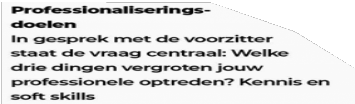 Professionaliserings-
doelen
In gesprek met de voorzitter
staat de vraag centraal: Welke
drie dingen vergroten jouw
professionele optreden? Kennis en
soft skills